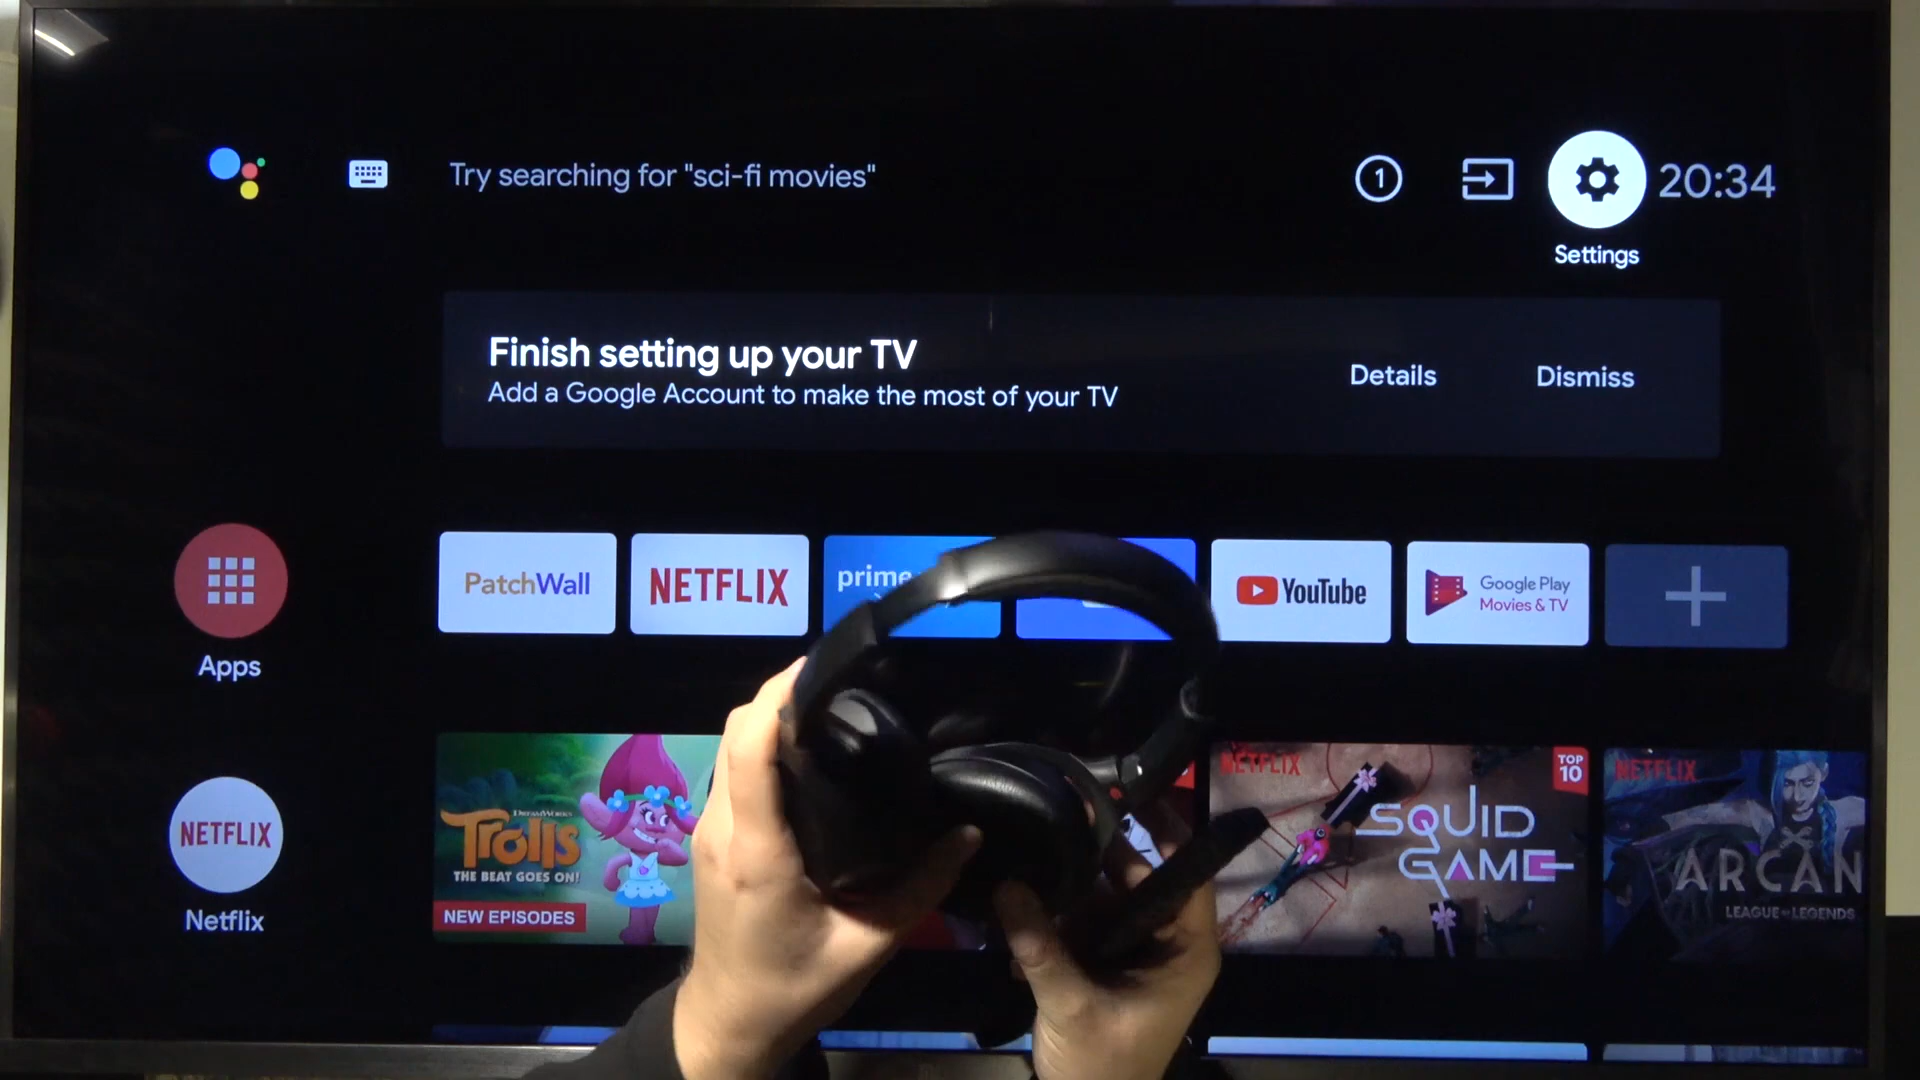 Try searching for "sci-fi movies"
1
20:34
Settings
Finish setting up your TV
Add a Google Account to make the most of your TV
Details
Dismiss
PatchWall
NETFLIX
prime
YouTube
Google Play
Movies & TV
Apps
DreamWorks
Trolls
THE BEAT GOES ON!
NEW EPISODES
NETFLIX
TOP
10
SQUID
GAME
NETFLIX
ARCAN
LEAGUE OF LEGENDS
NETFLIX
Netflix